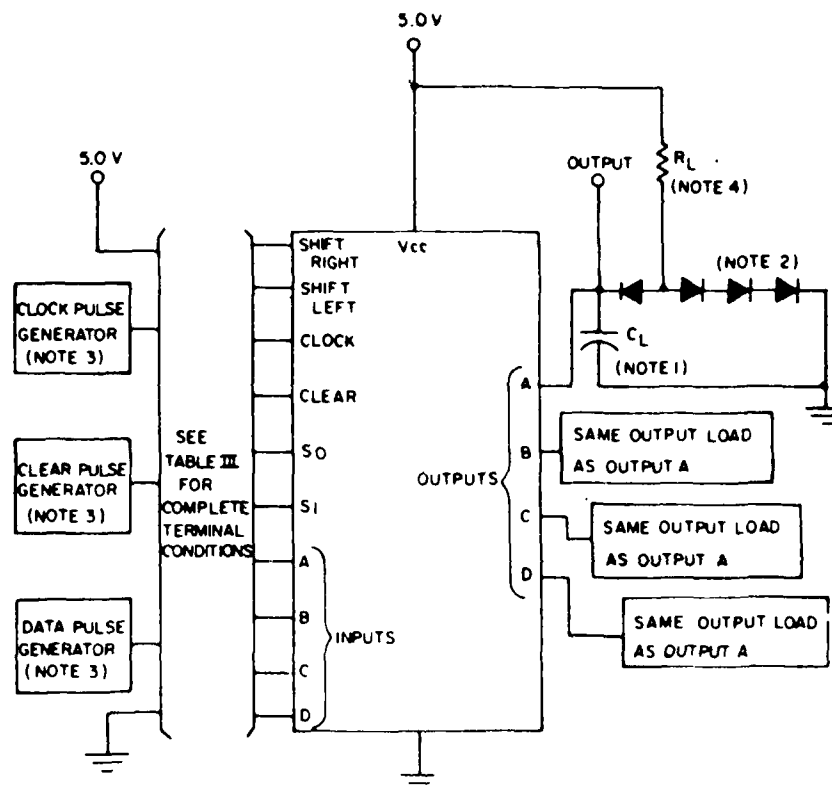 5.0 V
5.0 V
OUTPUT
RL
(NOTE 4)
Vcc
(NOTE 2)
CL
(NOTE 1)
CLOCK PULSE
GENERATOR
(NOTE 3)
CLEAR PULSE
GENERATOR
(NOTE 3)
DATA PULSE
GENERATOR
(NOTE 3)
SEE
TABLE III
FOR
COMPLETE
TERMINAL
CONDITIONS
SHIFT
RIGHT
SHIFT
LEFT
CLOCK
CLEAR
S0
S1
A
B
C
D
INPUTS
OUTPUTS
A
B
C
D
SAME OUTPUT LOAD
AS OUTPUT A
SAME OUTPUT LOAD
AS OUTPUT A
SAME OUTPUT LOAD
AS OUTPUT A